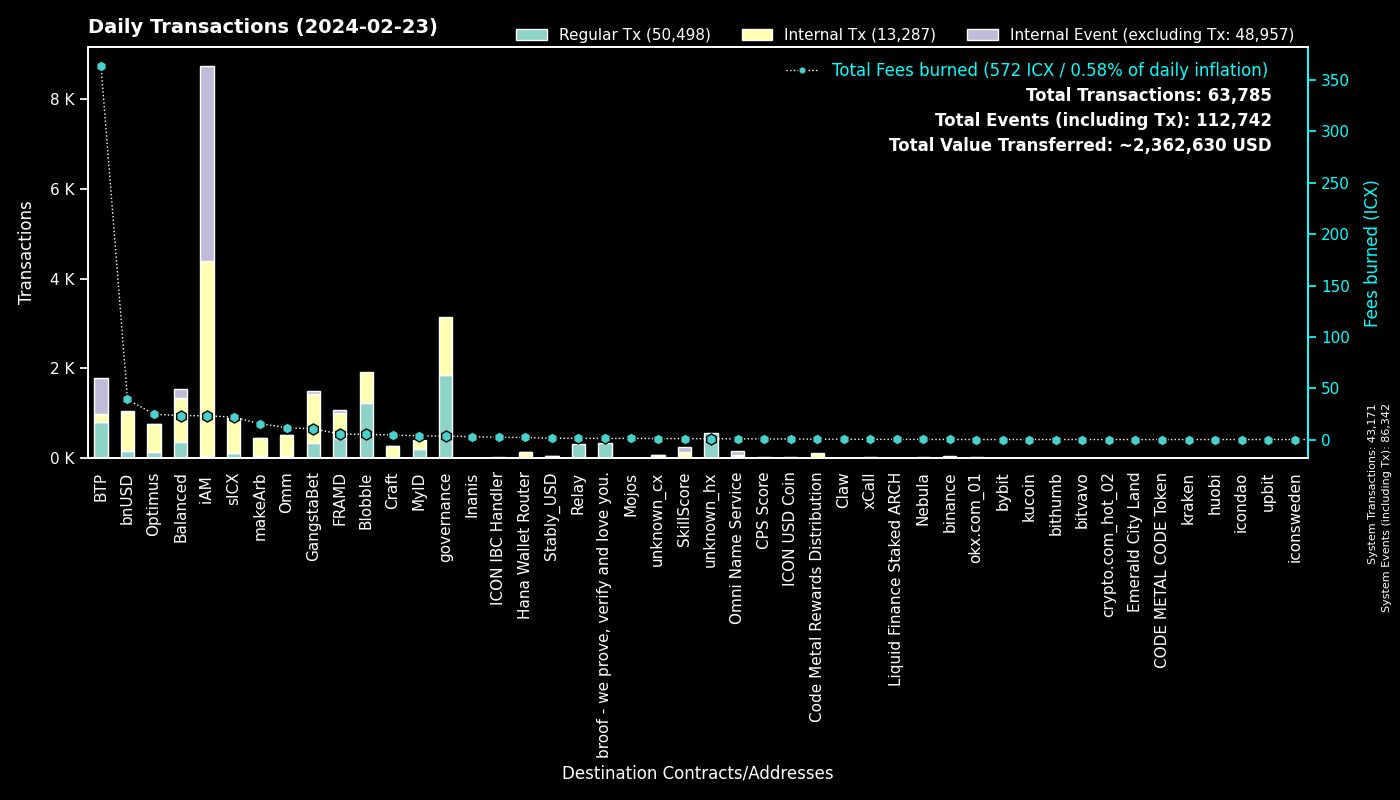 Daily Transactions (2024-02-23)
Regular Tx (50,498)
Internal Tx (13,287)
Internal Event (excluding Tx: 48,957)
Total Fees burned (572 ICX / 0.58% of daily inflation)
Total Transactions: 63,785
Total Events (including Tx): 112,742
Total Value Transferred: ~2,362,630 USD
Transactions
8 K
6 K
4 K
2 K
0 K
350
300
250
200
150
100
50
0
Fees burned (ICX)
System Transactions: 43,171
System Events (including Tx): 86,342
BTP
bnUSD
Optimus
Balanced
iAM
sICX
makeArb
Omm
GangstaBet
FRAMD
Blobble
Craft
MyID
governance
Inanis
ICON IBC Handler
Hana Wallet Router
Stably_USD
Relay
broof - we prove, verify and love you.
Mojos
unknown_cx
SkillScore
unknown_hx
Omni Name Service
CPS Score
ICON USD Coin
Code Metal Rewards Distribution
Claw
xCall
Liquid Finance Staked ARCH
Nebula
binance
okx.com_01
bybit
kucoin
bithumb
bitvavo
crypto.com_hot_02
Emerald City Land
CODE METAL CODE Token
kraken
huobi
icondao
upbit
iconsweden
Destination Contracts/Addresses